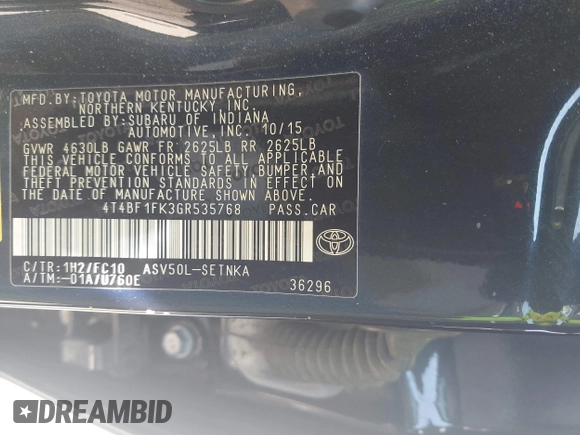 MFD.BY:TOYOTA MOTOR MANUFACTURING,
NORTHERN KENTUCKY, INC.
ASSEMBLED BY:SUBARU OF INDIANA
AUTOMOTIVE, INC. 10/15
GVWR 4630LB GAWR FR 2625LB RR 2625LB
THIS VEHICLE CONFORMS TO ALL APPLICABLE
FEDERAL MOTOR VEHICLE SAFETY,BUMPER,AND
THEFT PREVENTION STANDARDS IN EFFECT ON
THE DATE OF MANUFACTURE SHOWN ABOVE.
4T4BF1FK3GR535768 PASS.CAR
C/TR:1H2/FC10 ASV50L-SETNKA
A/TM:-01A/U760E
36296
DREAMBID